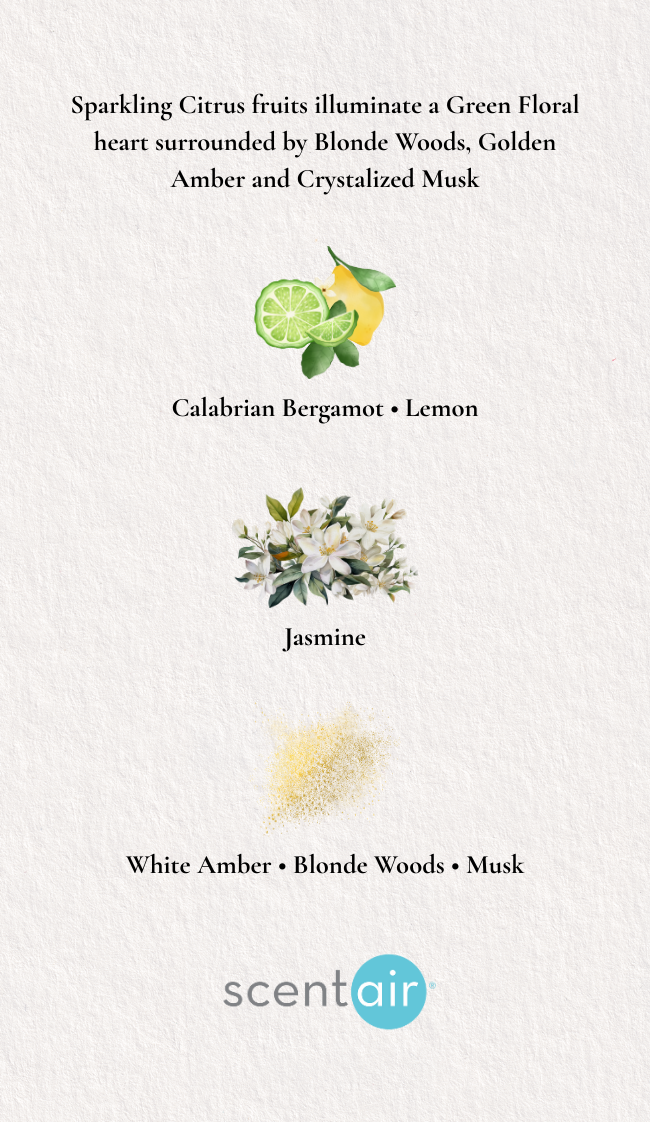 Sparkling Citrus fruits illuminate a Green Floral
heart surrounded by Blonde Woods, Golden
Amber and Crystalized Musk
Calabrian Bergamot • Lemon
Jasmine
White Amber • Blonde Woods • Musk
scentair®